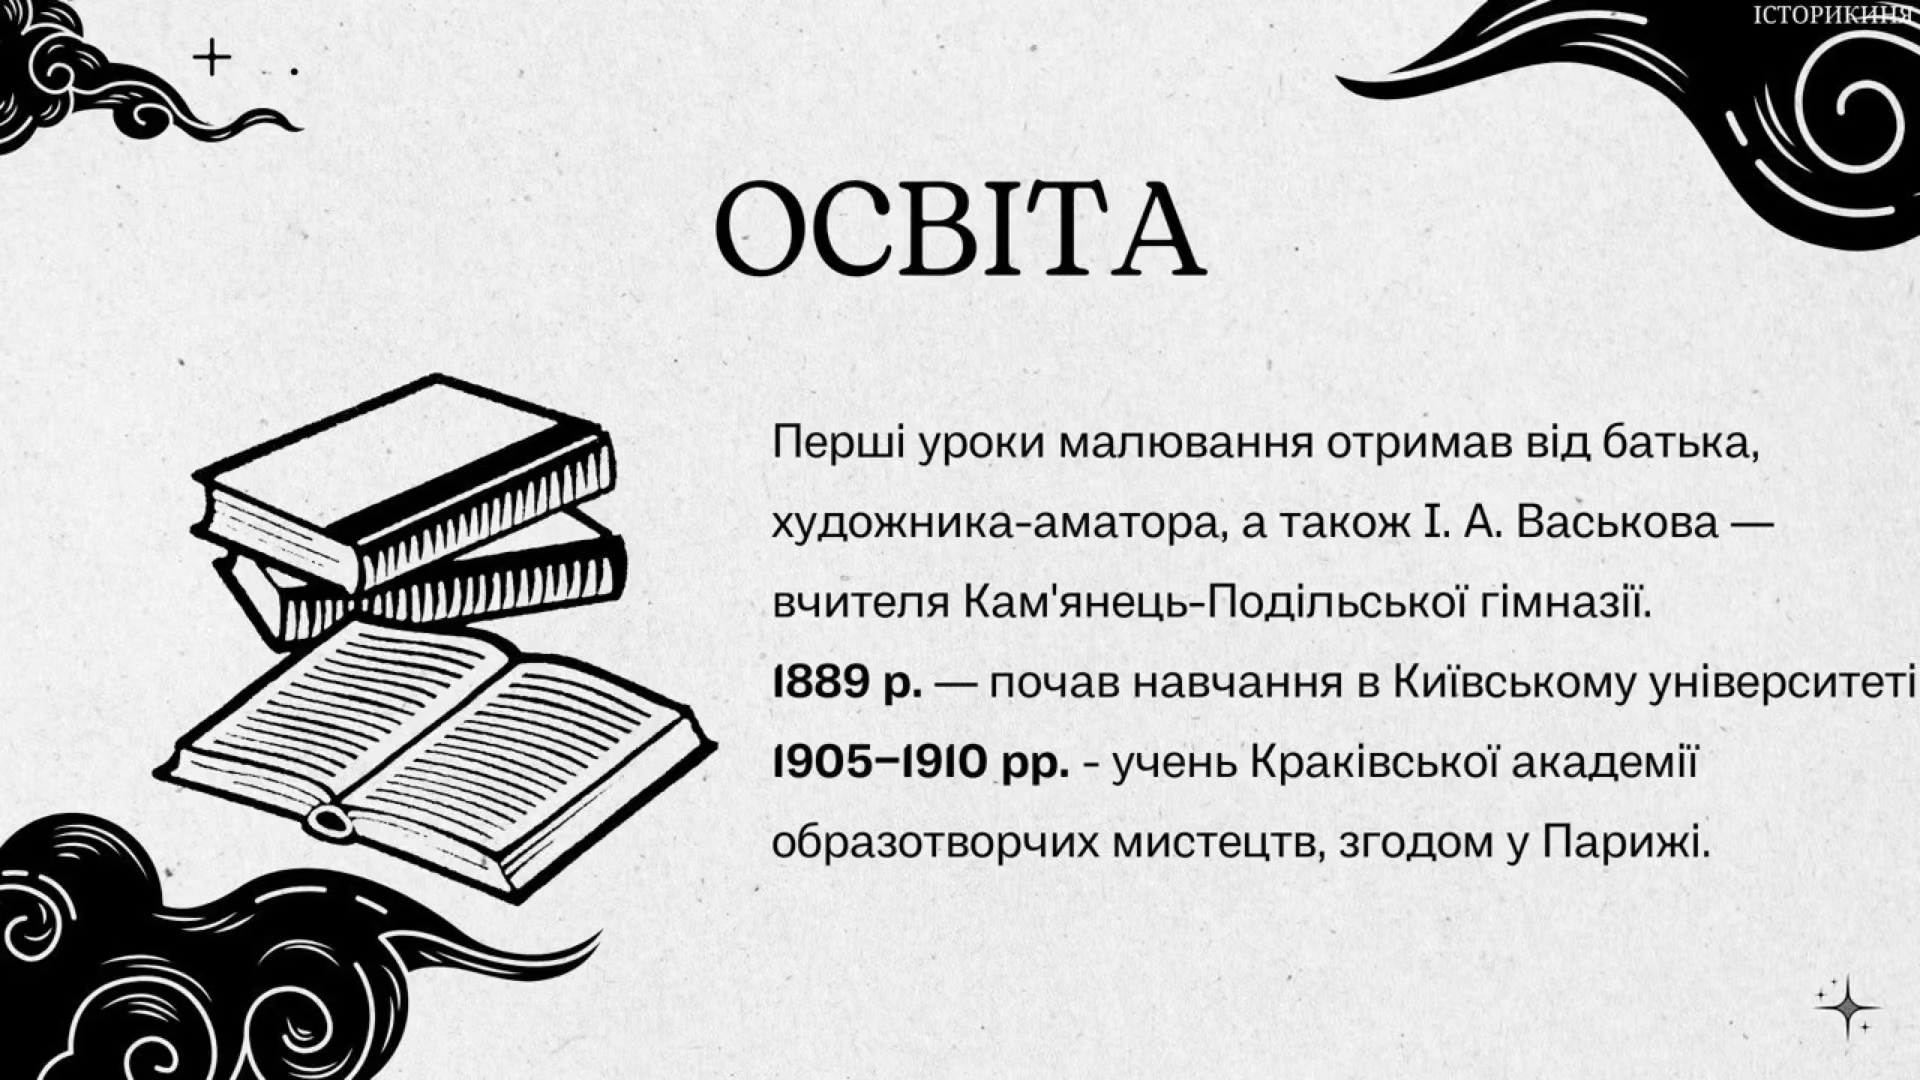 ІСТОРИКИНЯ
ОСВІТА
Перші уроки малювання отримав від батька,
художника-аматора, а також І. А. Васькова —
вчителя Кам'янець-Подільської гімназії.
1889 р. — почав навчання в Київському університеті
1905–1910 рр. - учень Краківської академії
образотворчих мистецтв, згодом у Парижі.